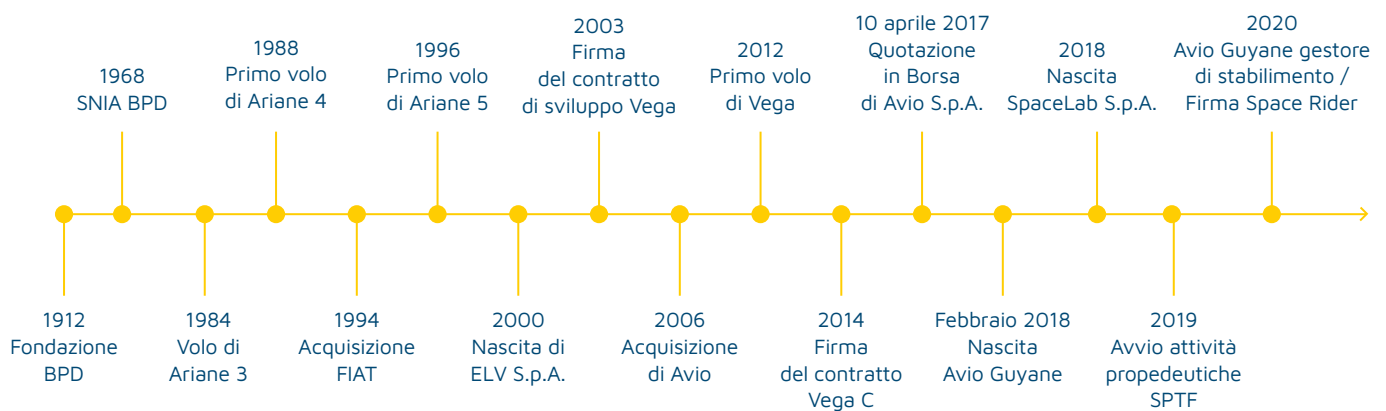 1912
Fondazione
BPD
1968
SNIA BPD
1984
Volo di
Ariane 3
1988
Primo volo
di Ariane 4
1994
Acquisizione
FIAT
1996
Primo volo
di Ariane 5
2000
Nascita di
ELV S.p.A.
2003
Firma
del contratto
di sviluppo Vega
2006
Acquisizione
di Avio
2012
Primo volo
di Vega
2014
Firma
del contratto
Vega C
10 aprile 2017
Quotazione
in Borsa
di Avio S.p.A.
Febbraio 2018
Nascita
Avio Guyane
2018
Nascita
SpaceLab S.p.A.
2019
Avvio attività
propedeutiche
SPTF
2020
Avio Guyane gestore
di stabilimento /
Firma Space Rider